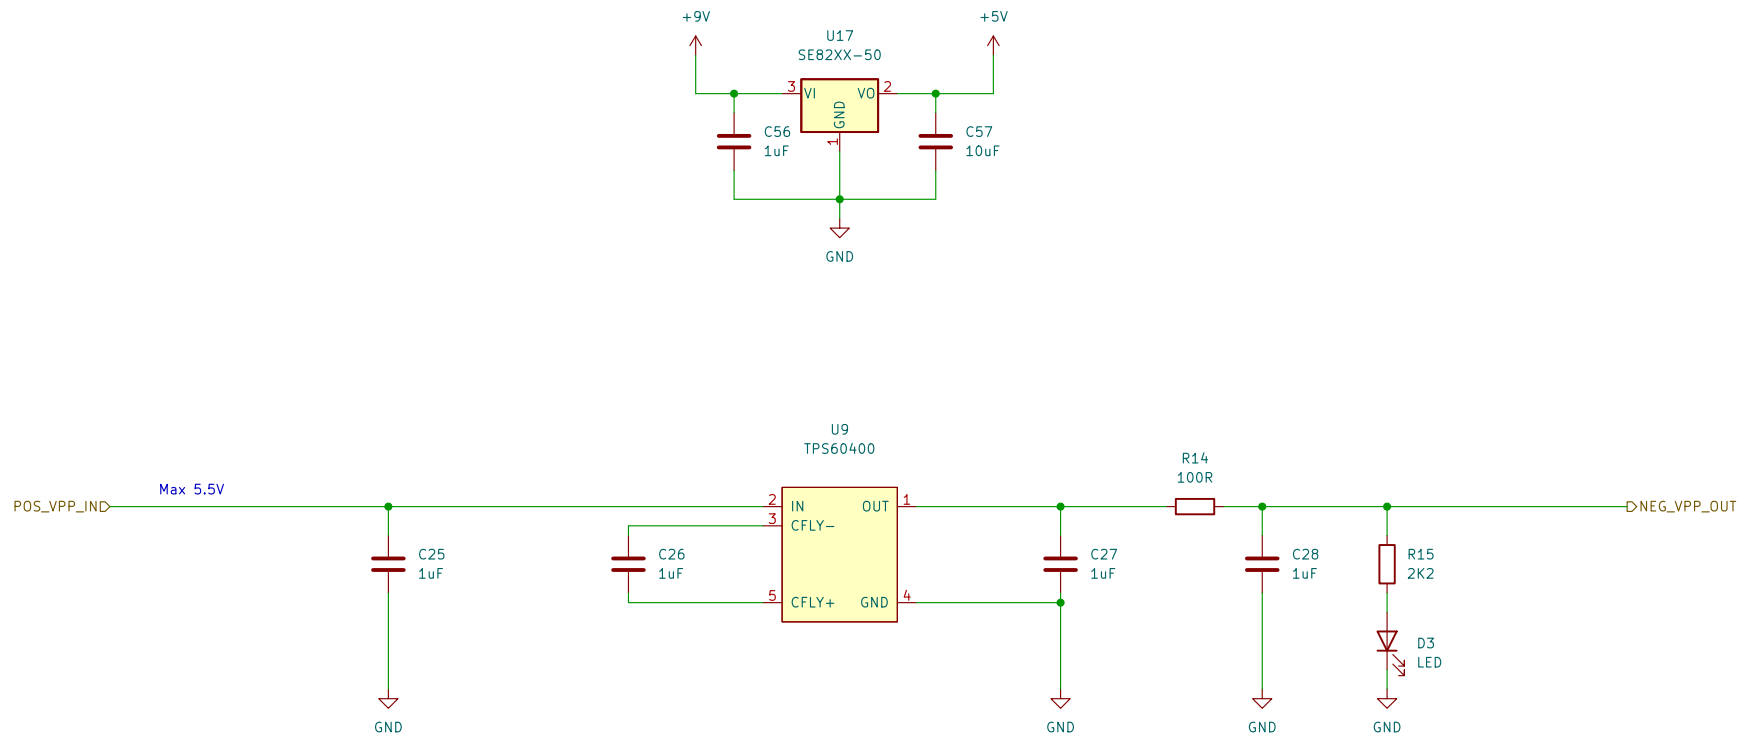 +9V
+5V
U17
SE82XX-50
3
VI
VO
2
GND
1
C56
1uF
C57
10uF
GND
U9
TPS60400
R14
100R
Max 5.5V
POS_VPP_IN
2
IN
OUT
1
NEG_VPP_OUT
3
CFLY-
C25
1uF
C26
1uF
C27
1uF
C28
1uF
R15
2K2
5
CFLY+
GND
4
D3
LED
GND
GND
GND
GND